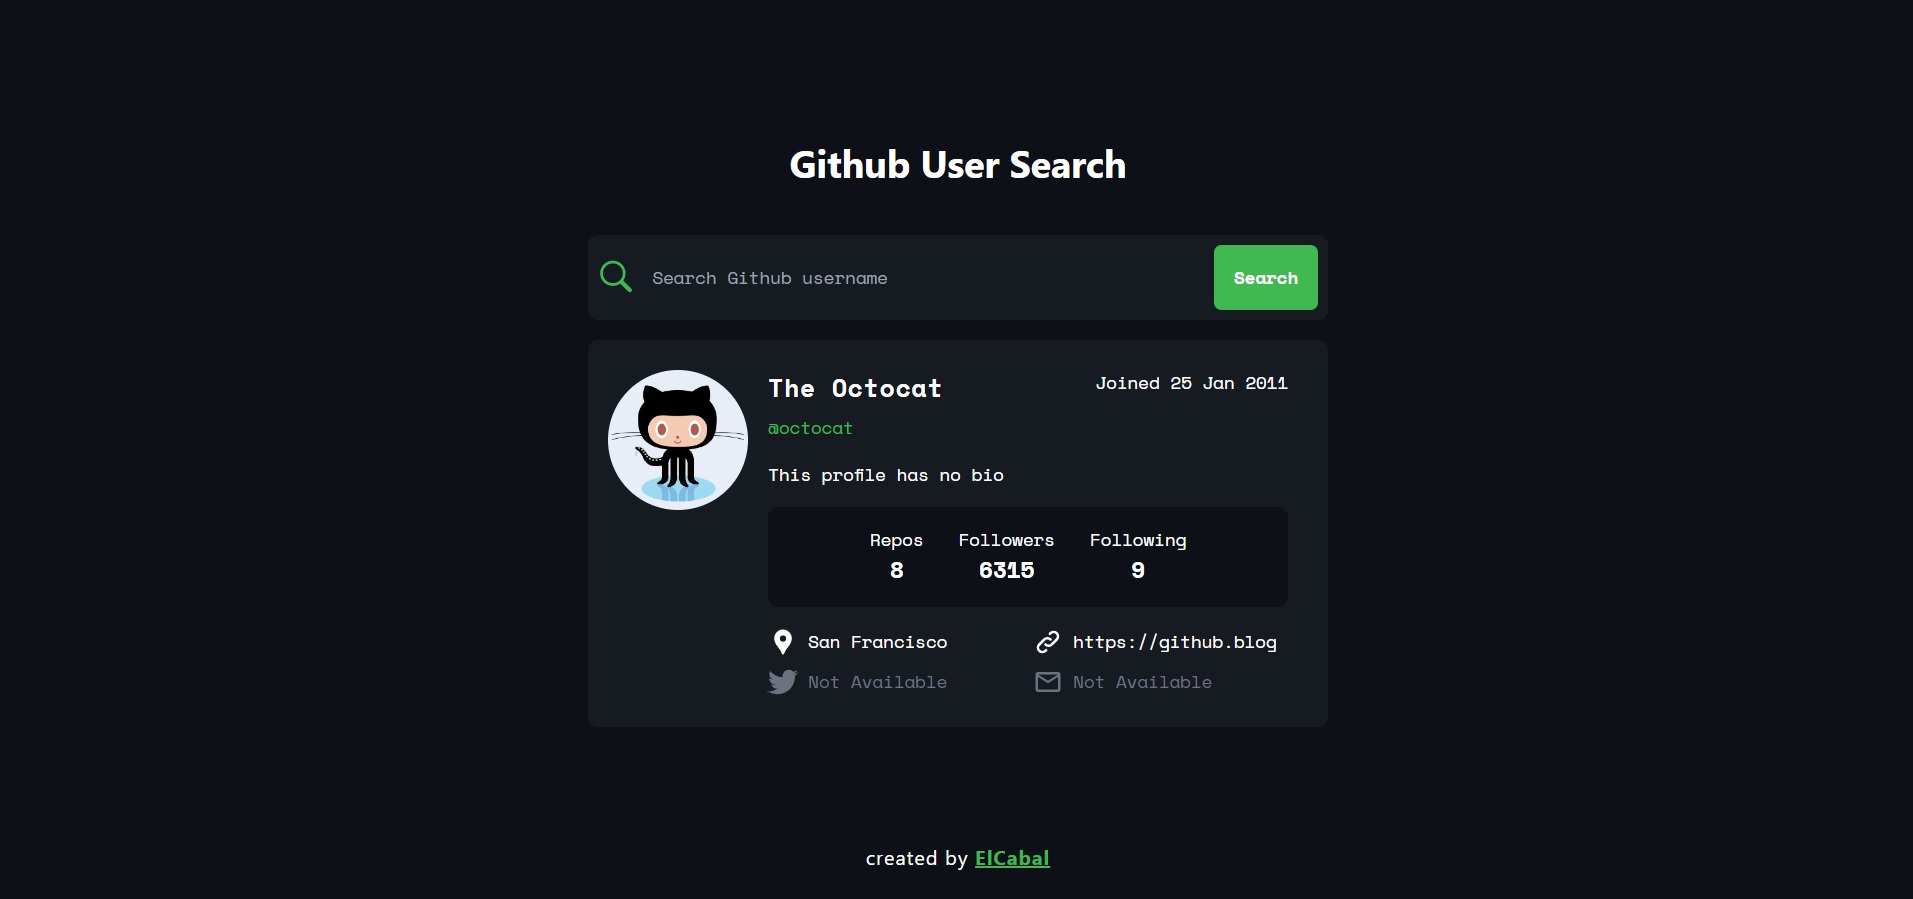 Github User Search
Search Github username
Search
The Octocat
Joined 25 Jan 2011
@octocat
This profile has no bio
Repos Followers Following
8 6315 9
San Francisco
https://github.blog
Not Available
Not Available
created by ElCabal